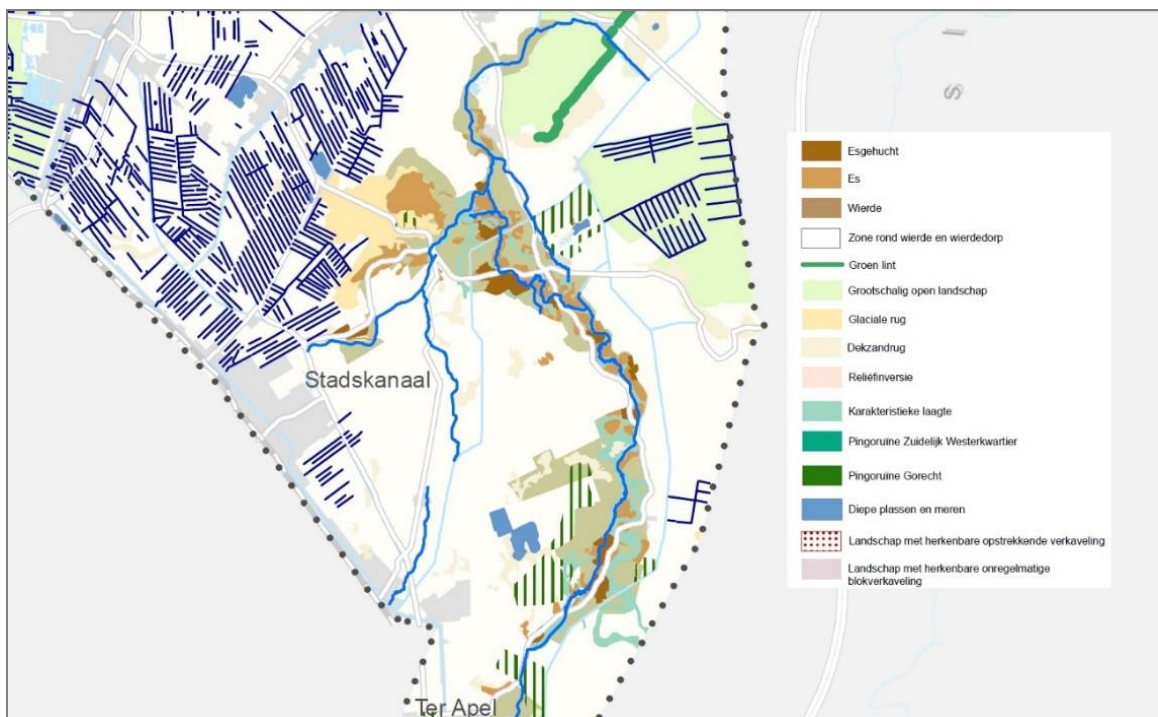 S
I
Esgehucht
Es
Wierde
Zone rond wierde en wierdedorp
Groen lint
Grootschalig open landschap
Glaciale rug
Dekzandrug
Reliëfinversie
Karakteristieke laagte
Pingoruïne Zuidelijk Westerkwartier
Pingoruïne Gorecht
Diepe plassen en meren
Landschap met herkenbare opstrekkende verkaveling
Landschap met herkenbare onregelmatige
blokverkaveling
Stadskanaal
Ter Apel